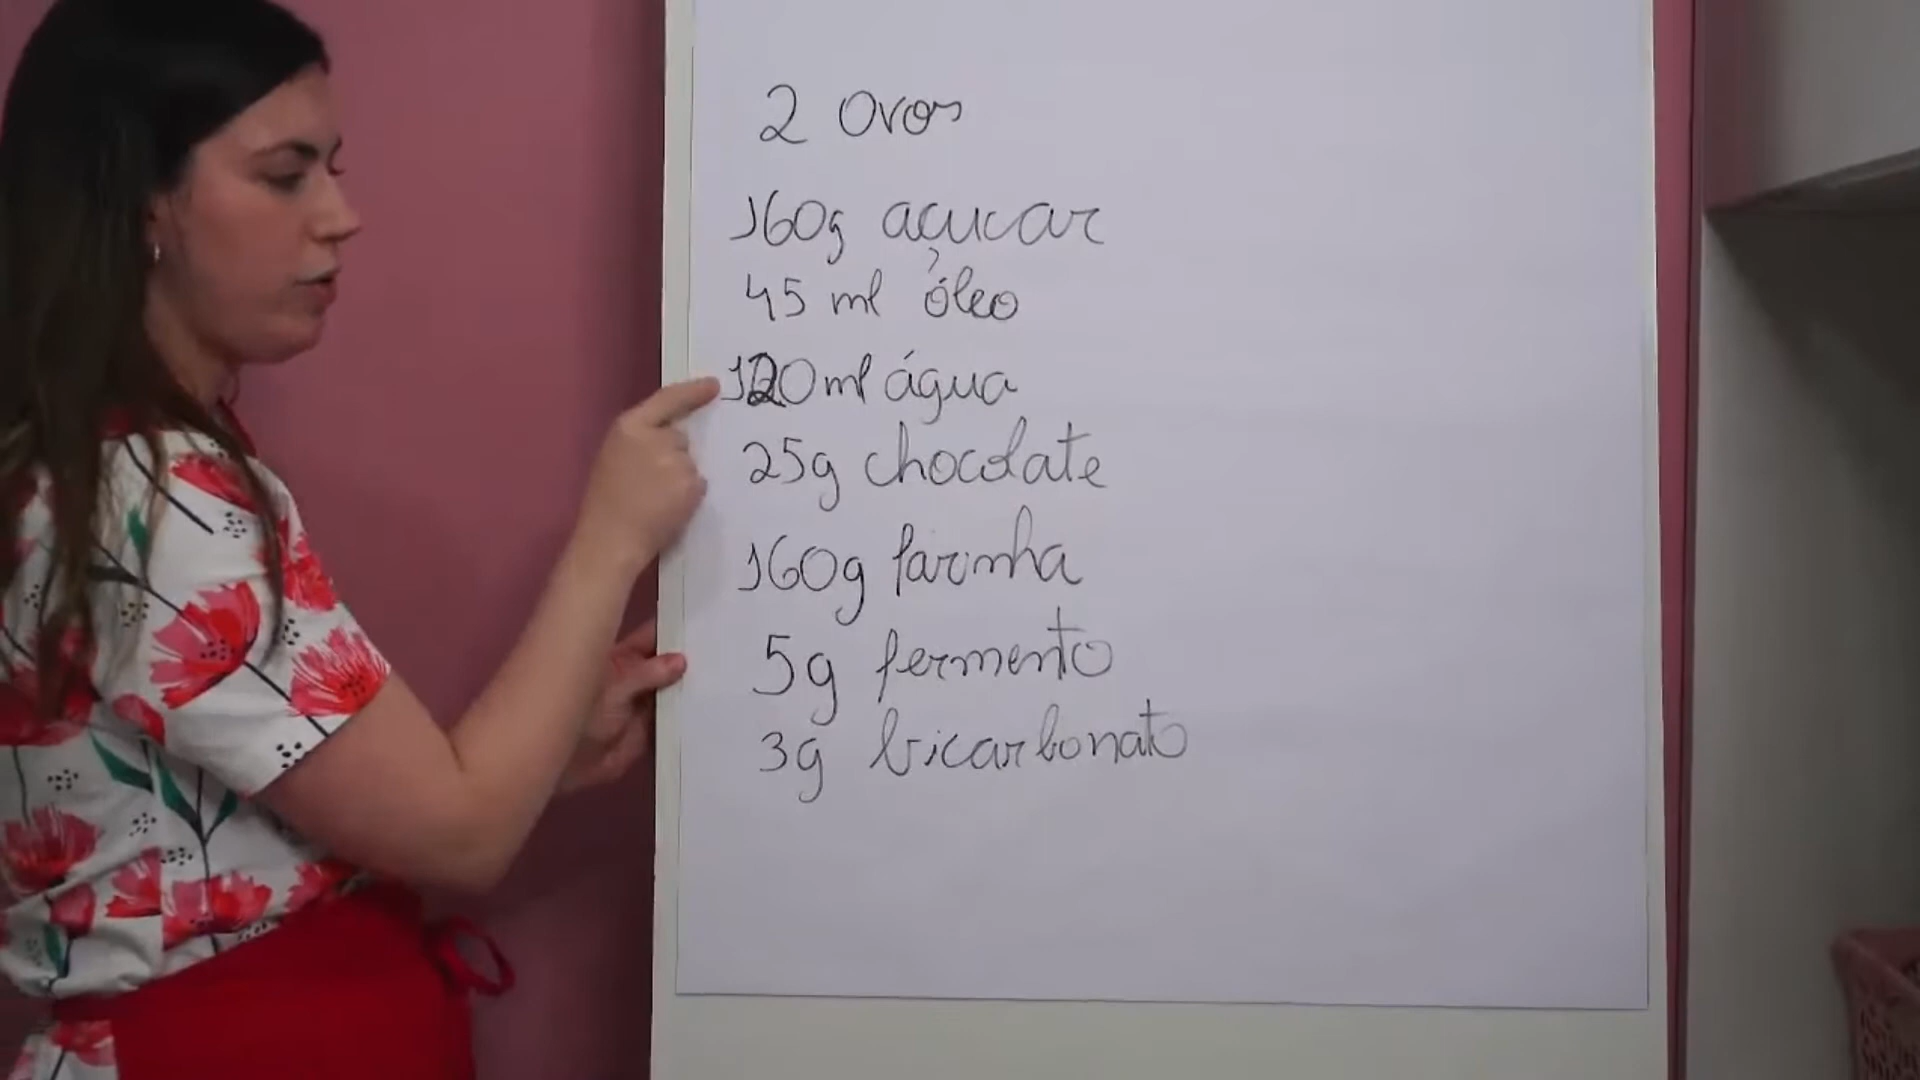 2 ovos
160g açucar
45 ml óleo
120ml água
25g chocolate
160g farinha
5g fermento
3g bicarbonato